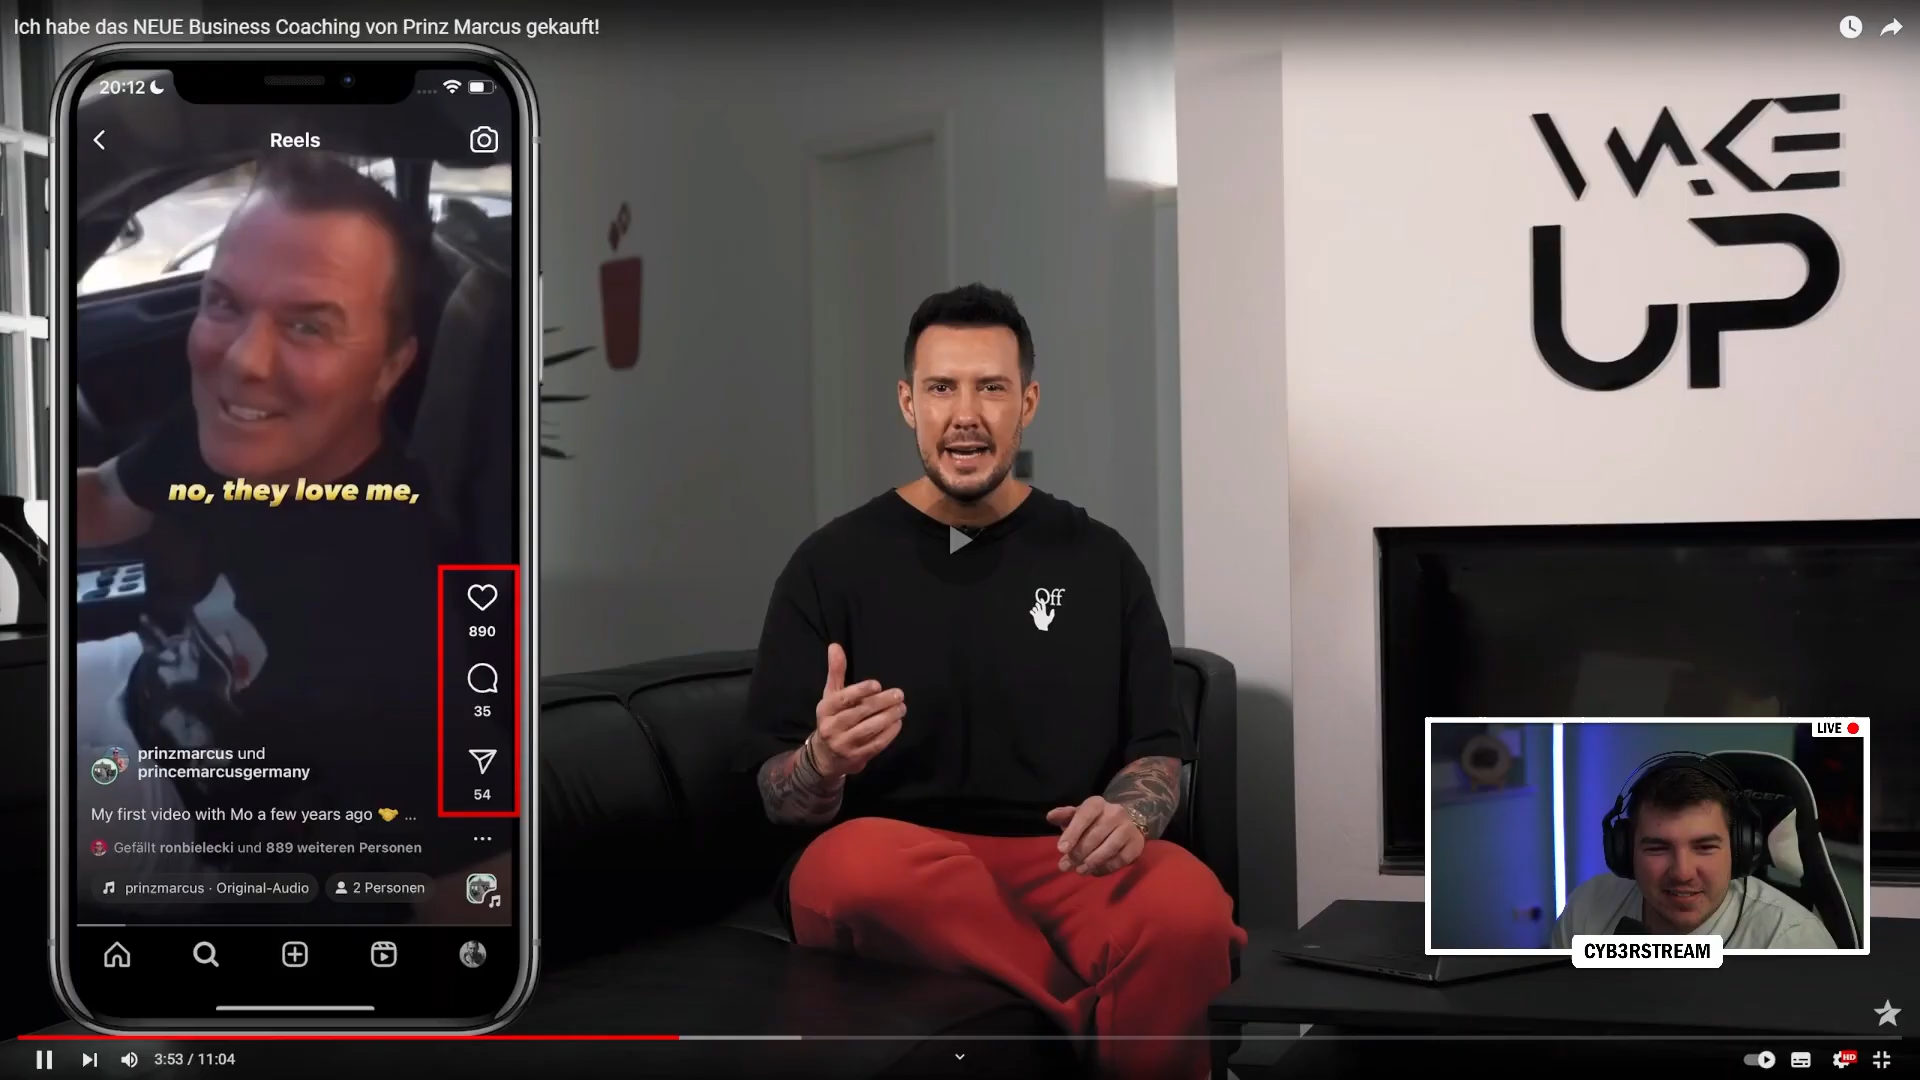 Ich habe das NEUE Business Coaching von Prinz Marcus gekauft!
20:12
Reels
no, they love me,
890
35
54
prinzmarcus und
princemarcusgermany
My first video with Mo a few years ago 🤝 ...
Gefällt ronbielecki und 889 weiteren Personen
prinzmarcus · Original-Audio
2 Personen
WAKE
UP
Off
LIVE
CYB3RSTREAM
3:53 / 11:04
HD